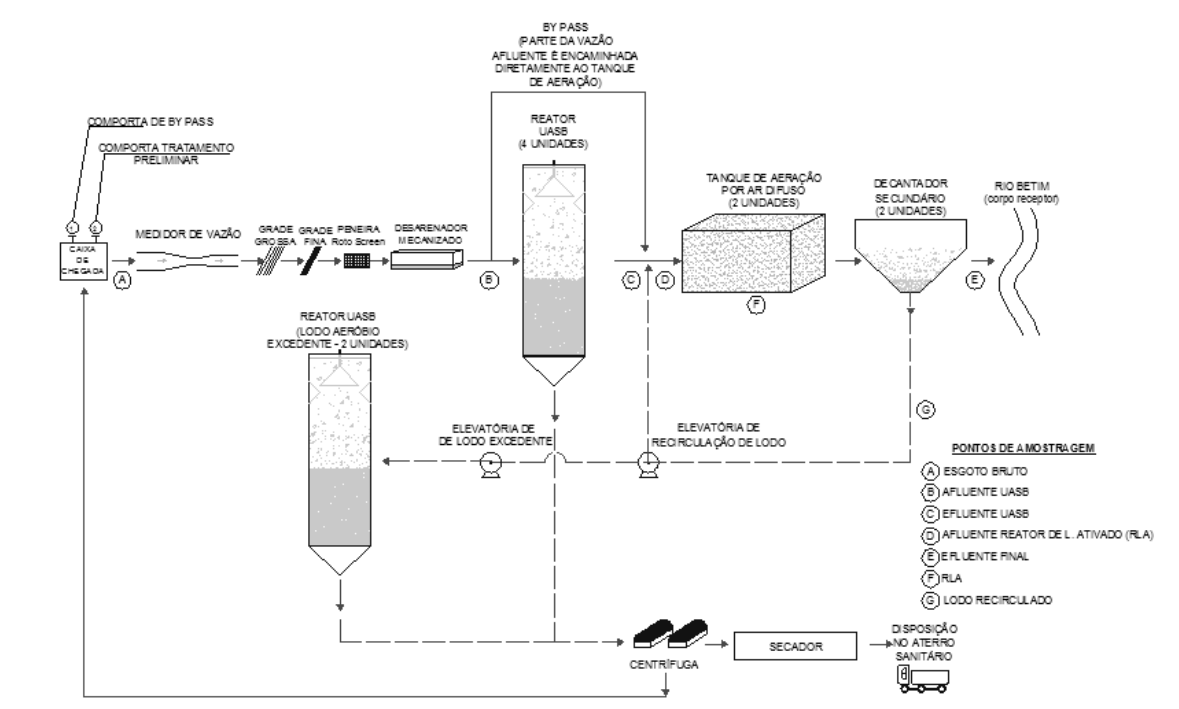 BY PASS
(PARTE DA VAZÃO
AFLUENTE É ENCAMINHADA
DIRETAMENTE AO TANQUE
DE AERAÇÃO)
COMPORTA DE BY PASS
COMPORTA TRATAMENTO
PRELIMINAR
1
2
CAIXA
DE
CHEGADA
A
MEDIDOR DE VAZÃO
GRADE
GROSSA
GRADE
FINA
PENEIRA
Roto Screen
DESARENADOR
MECANIZADO
B
REATOR
UASB
(4 UNIDADES)
C
D
TANQUE DE AERAÇÃO
POR AR DIFUSO
(2 UNIDADES)
F
DECANTADOR
SECUNDÁRIO
(2 UNIDADES)
E
RIO BETIM
(corpo receptor)
REATOR UASB
(LODO AERÓBIO
EXCEDENTE - 2 UNIDADES)
ELEVATÓRIA DE
DE LODO EXCEDENTE
ELEVATÓRIA DE
RECIRCULAÇÃO DE LODO
G
PONTOS DE AMOSTRAGEM
A ESGOTO BRUTO
B AFLUENTE UASB
C EFLUENTE UASB
D AFLUENTE REATOR DE L. ATIVADO (RLA)
E EFLUENTE FINAL
F RLA
G LODO RECIRCULADO
CENTRÍFUGA
SECADOR
DISPOSIÇÃO
NO ATERRO
SANITÁRIO